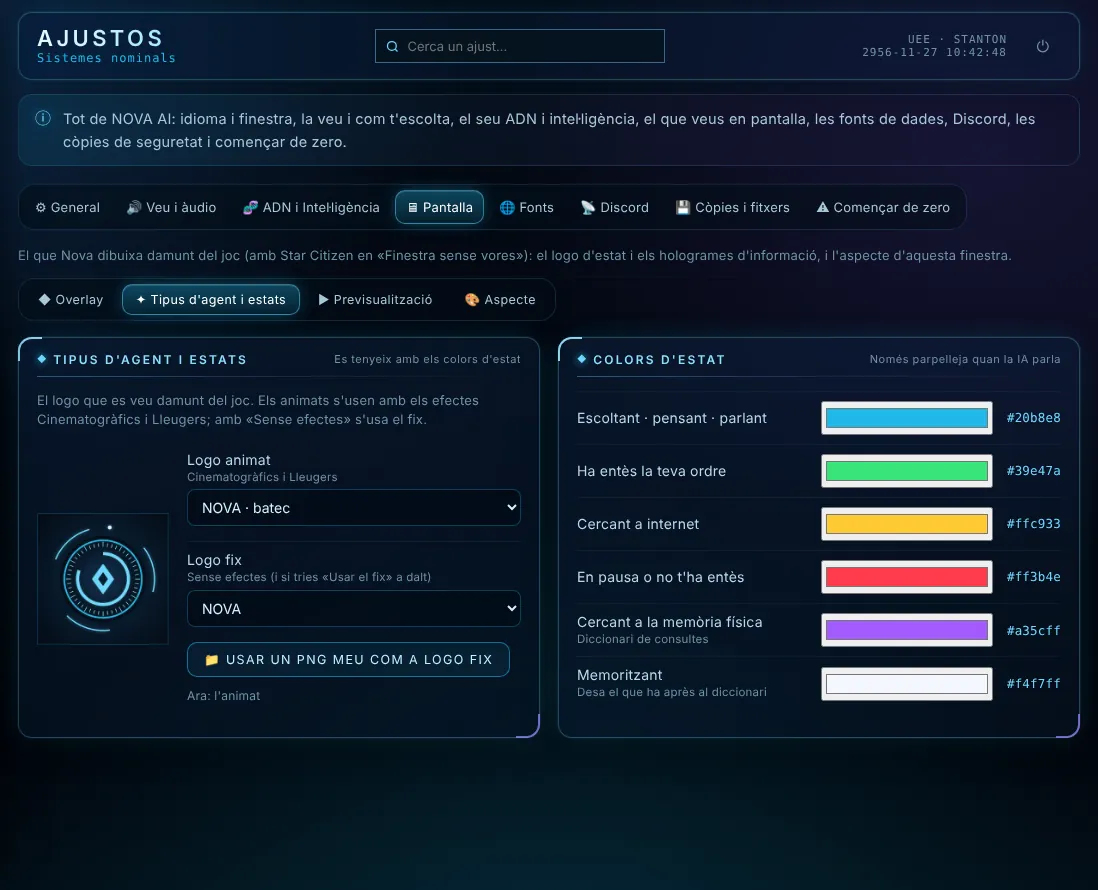 AJUSTOS
Sistemes nominals
Cerca un ajust...
UEE · STANTON
2956-11-27 10:42:48
Tot de NOVA AI: idioma i finestra, la veu i com t'escolta, el seu ADN i intel·ligència, el que veus en pantalla, les fonts de dades, Discord, les
còpies de seguretat i començar de zero.
General
Veu i àudio
ADN i Intel·ligència
Pantalla
Fonts
Discord
Còpies i fitxers
Començar de zero
El que Nova dibuixa damunt del joc (amb Star Citizen en «Finestra sense vores»): el logo d'estat i els hologrames d'informació, i l'aspecte d'aquesta finestra.
Overlay
Tipus d'agent i estats
Previsualització
Aspecte
TIPUS D'AGENT I ESTATS
Es tenyeix amb els colors d'estat
El logo que es veu damunt del joc. Els animats s'usen amb els efectes
Cinematogràfics i Lleugers; amb «Sense efectes» s'usa el fix.
Logo animat
Cinematogràfics i Lleugers
NOVA · batec
Logo fix
Sense efectes (i si tries «Usar el fix» a dalt)
NOVA
USAR UN PNG MEU COM A LOGO FIX
Ara: l'animat
COLORS D'ESTAT
Només parpelleja quan la IA parla
Escoltant · pensant · parlant
#20b8e8
Ha entès la teva ordre
#39e47a
Cercant a internet
#ffc933
En pausa o no t'ha entès
#ff3b4e
Cercant a la memòria física
Diccionari de consultes
#a35cff
Memoritzant
Desa el que ha après al diccionari
#f4f7ff